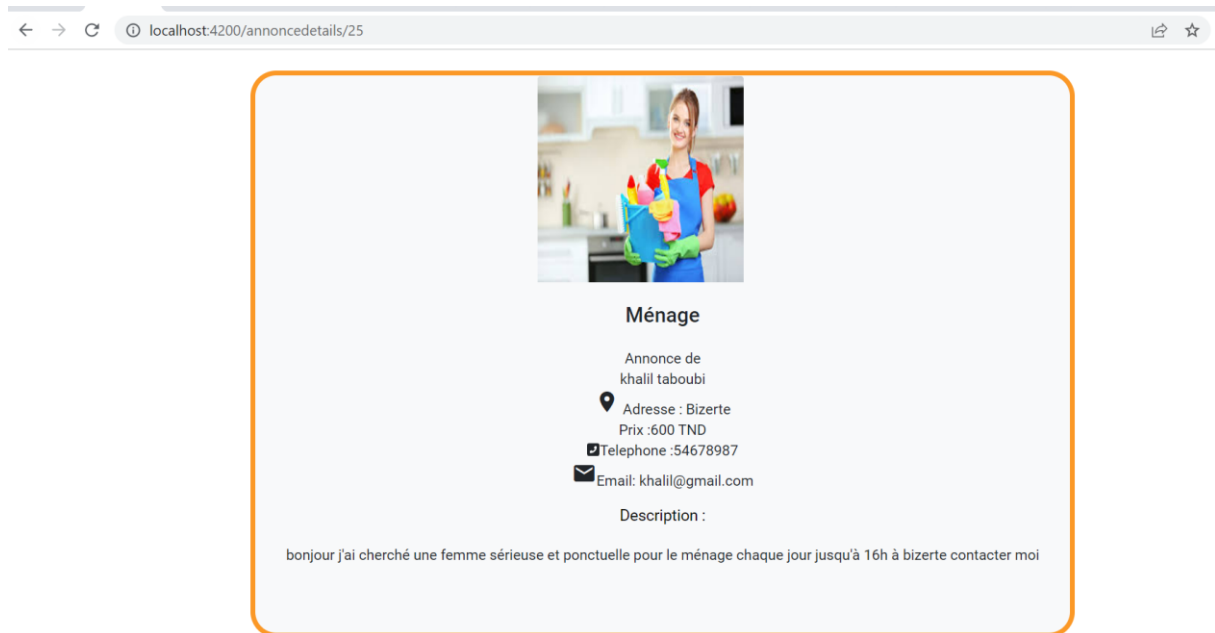 localhost:4200/annoncedetails/25
Ménage
Annonce de
khalil taboubi
Adresse : Bizerte
Prix :600 TND
Telephone :54678987
Email: khalil@gmail.com
Description :
bonjour j'ai cherché une femme sérieuse et ponctuelle pour le ménage chaque jour jusqu'à 16h à bizerte contacter moi